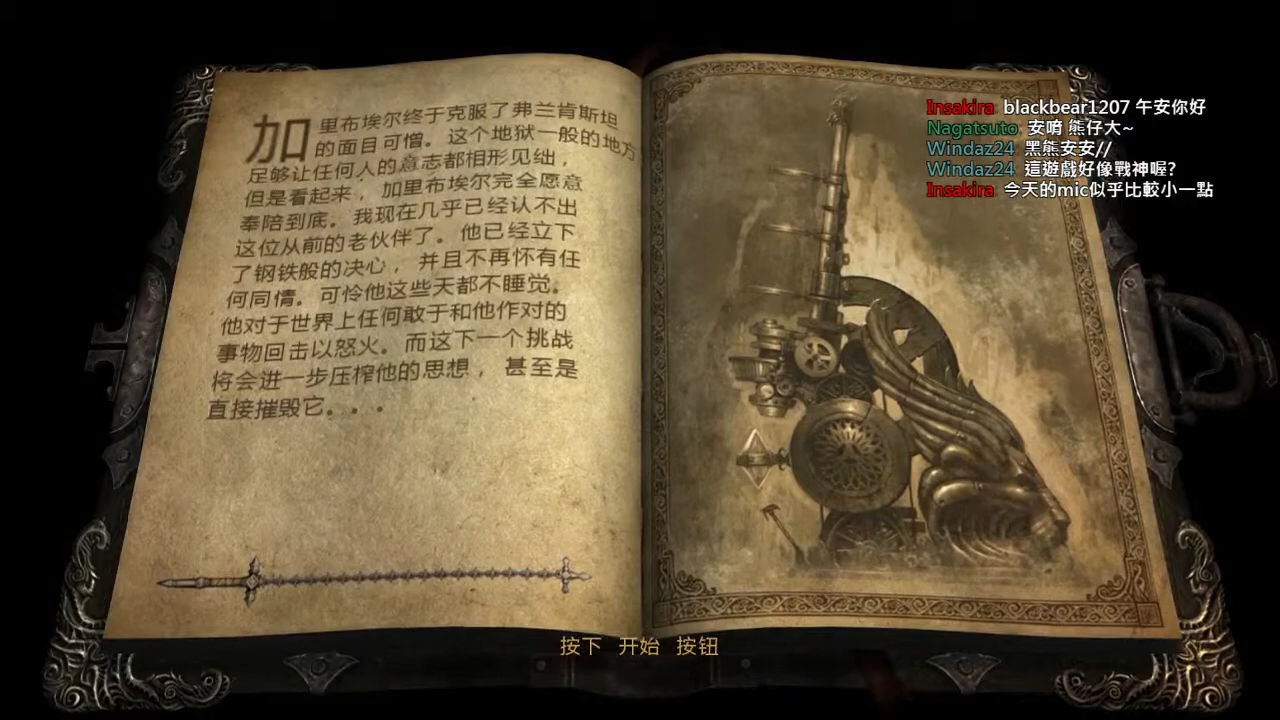 加里布埃尔终于克服了弗兰肯斯坦
的面目可憎。这个地狱一般的地方
足够让任何人的意志都相形见绌，
但是看起来，加里布埃尔完全愿意
奉陪到底。我现在几乎已经认不出
这位从前的老伙伴了。他已经立下
了钢铁般的决心，并且不再怀有任
何同情。可怜他这些天都不睡觉。
他对于世界上任何敢于和他作对的
事物回击以怒火。而这下一个挑战
将会进一步压榨他的思想，甚至是
直接摧毁它。。。
Insakira blackbear1207 午安你好
Nagatsuto 安唷 熊仔大~
Windaz24 黑熊安安//
Windaz24 這遊戲好像戰神喔?
Insakira 今天的mic似乎比較小一點
按下 开始 按钮